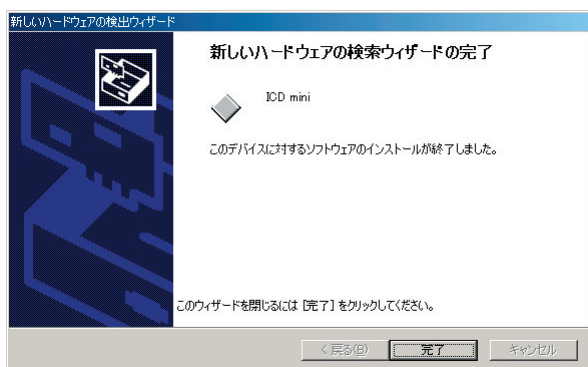 新しいハードウェアの検出ウィザード
新しいハードウェアの検索ウィザードの完了
ICD mini
このデバイスに対するソフトウェアのインストールが終了しました。
このウィザードを閉じるには [完了] をクリックしてください。
< 戻る(B) 完了 キャンセル